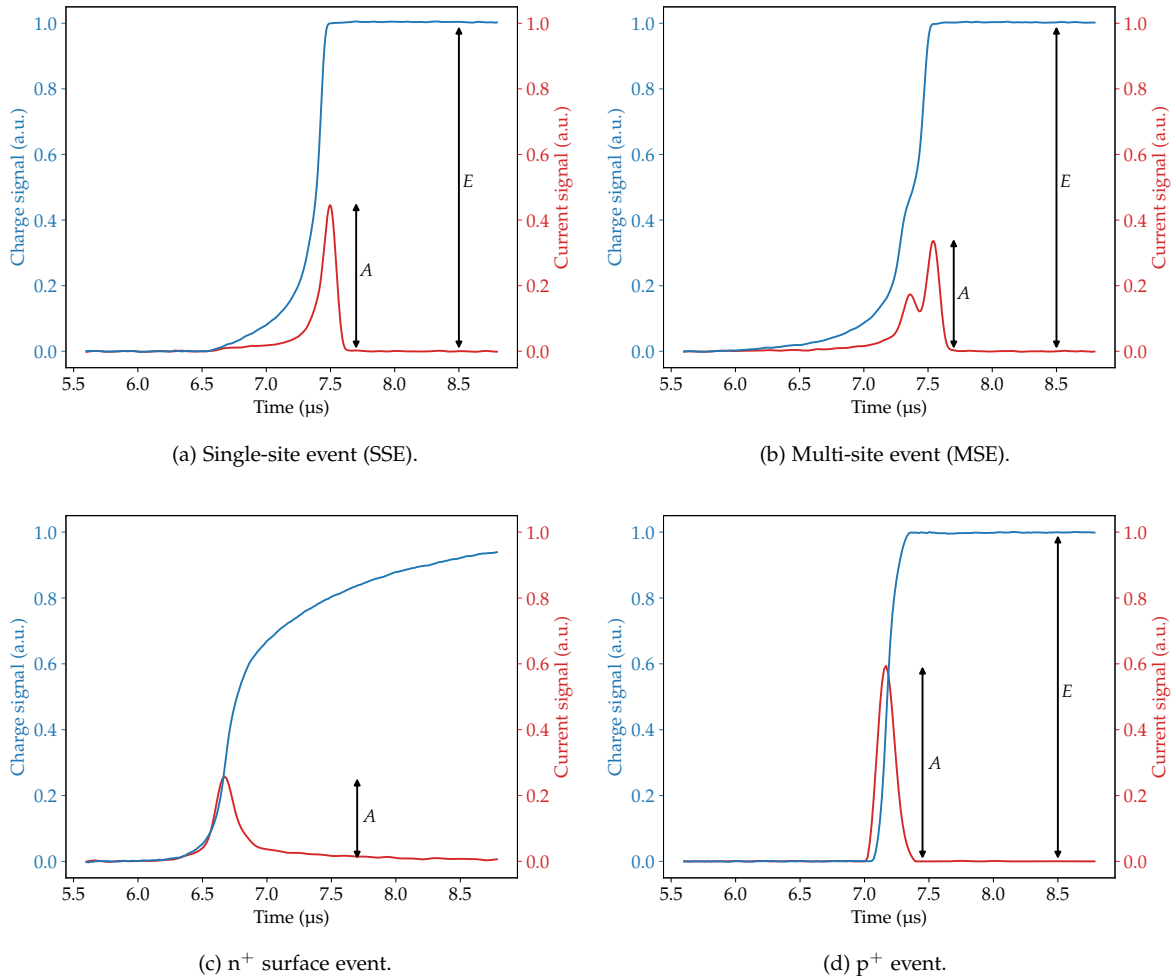 1.0
0.8
0.6
0.4
0.2
0.0
Charge signal (a.u.)
5.5 6.0 6.5 7.0 7.5 8.0 8.5
Time (μs)
1.0
0.8
0.6
0.4
0.2
0.0
Current signal (a.u.)
A
E
(a) Single-site event (SSE).
1.0
0.8
0.6
0.4
0.2
0.0
Charge signal (a.u.)
5.5 6.0 6.5 7.0 7.5 8.0 8.5
Time (μs)
1.0
0.8
0.6
0.4
0.2
0.0
Current signal (a.u.)
A
E
(b) Multi-site event (MSE).
1.0
0.8
0.6
0.4
0.2
0.0
Charge signal (a.u.)
5.5 6.0 6.5 7.0 7.5 8.0 8.5
Time (μs)
1.0
0.8
0.6
0.4
0.2
0.0
Current signal (a.u.)
A
(c) n⁺ surface event.
1.0
0.8
0.6
0.4
0.2
0.0
Charge signal (a.u.)
5.5 6.0 6.5 7.0 7.5 8.0 8.5
Time (μs)
1.0
0.8
0.6
0.4
0.2
0.0
Current signal (a.u.)
A
E
(d) p⁺ event.